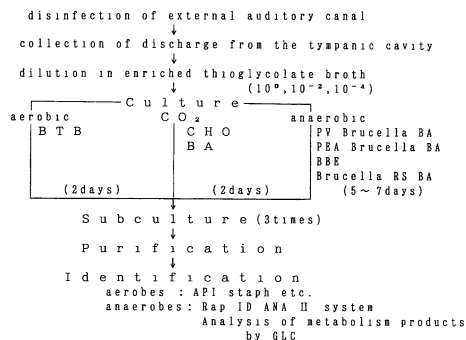 disinfection of external auditory canal
collection of discharge from the tympanic cavity
dilution in enriched thioglycolate broth
(10⁰,10⁻²,10⁻⁴)
Culture
aerobic CO₂ anaerobic
BTB CHO PV Brucella BA
BA PEA Brucella BA
BBE
Brucella RS BA
(2days) (2days) (5～7days)
Subculture(3times)
Purification
Identification
aerobes : API staph etc.
anaerobes: Rap ID ANA II system
Analysis of metabolism products
by GLC